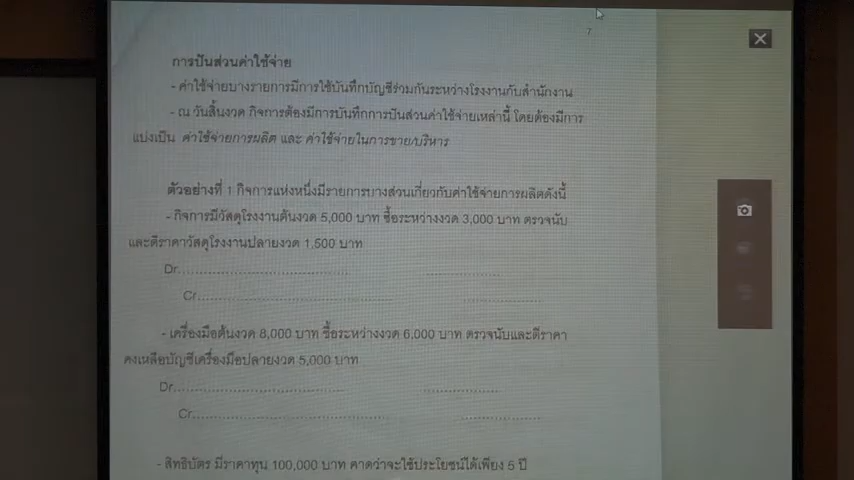 7
การปันส่วนค่าใช้จ่าย
- ค่าใช้จ่ายบางรายการมีการใช้บันทึกบัญชีร่วมกันระหว่างโรงงานกับสำนักงาน
- ณ วันสิ้นงวด กิจการต้องมีการบันทึกการปันส่วนค่าใช้จ่ายเหล่านี้ โดยต้องมีการ
แบ่งเป็น ค่าใช้จ่ายการผลิต และ ค่าใช้จ่ายในการขาย/บริหาร
ตัวอย่างที่ 1 กิจการแห่งหนึ่งมีรายการบางส่วนเกี่ยวกับค่าใช้จ่ายการผลิตดังนี้
- กิจการมีวัสดุโรงงานต้นงวด 5,000 บาท ซื้อระหว่างงวด 3,000 บาท ตรวจนับ
และตีราคาวัสดุโรงงานปลายงวด 1,500 บาท
Dr............................................ ....................
Cr................................................... .....................
- เครื่องมือต้นงวด 8,000 บาท ซื้อระหว่างงวด 6,000 บาท ตรวจนับและตีราคา
คงเหลือบัญชีเครื่องมือปลายงวด 5,000 บาท
Dr............................................ ....................
Cr................................................... .....................
- สิทธิบัตร มีราคาทุน 100,000 บาท คาดว่าจะใช้ประโยชน์ได้เพียง 5 ปี